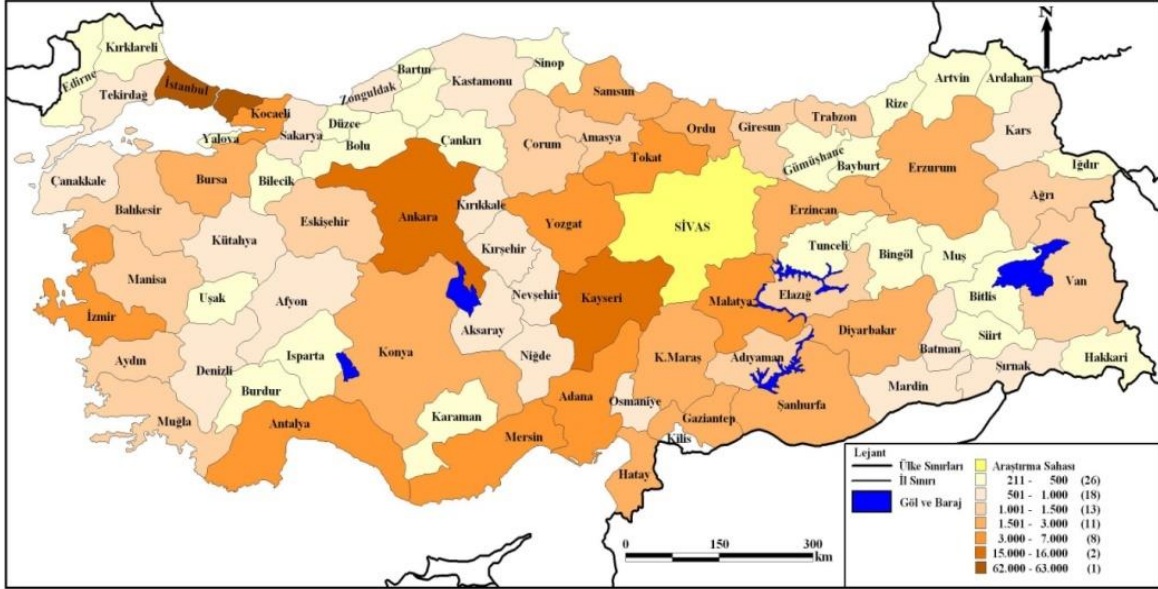 N
Kırklareli
Edirne
Tekirdağ
İstanbul
Kocaeli
Yalova
Sakarya
Zonguldak
Bartın
Kastamonu
Sinop
Samsun
Düzce
Bolu
Çankırı
Çorum
Amasya
Ordu
Giresun
Trabzon
Rize
Artvin
Ardahan
Kars
Iğdır
Ağrı
Tokat
Gümüşhane
Bayburt
Erzurum
Erzincan
Çanakkale
Balıkesir
Bursa
Bilecik
Eskişehir
Ankara
Kırıkkale
Yozgat
SİVAS
Kütahya
Kırşehir
Tunceli
Bingöl
Muş
Van
Manisa
Uşak
Afyon
Nevşehir
Kayseri
Malatya
Elazığ
Bitlis
İzmir
Aksaray
Niğde
Siirt
Hakkari
Konya
Isparta
Diyarbakır
Batman
Şırnak
Aydın
Denizli
Burdur
K.Maraş
Adıyaman
Mardin
Muğla
Antalya
Karaman
Mersin
Adana
Osmaniye
Gaziantep
Kilis
Şanlıurfa
Hatay
0 150 300
km
Lejant
Ülke Sınırları
İl Sınırı
Göl ve Baraj
Araştırma Sahası
211 - 500 (26)
501 - 1.000 (18)
1.001 - 1.500 (13)
1.501 - 3.000 (11)
3.000 - 7.000 (8)
15.000 - 16.000 (2)
62.000 - 63.000 (1)